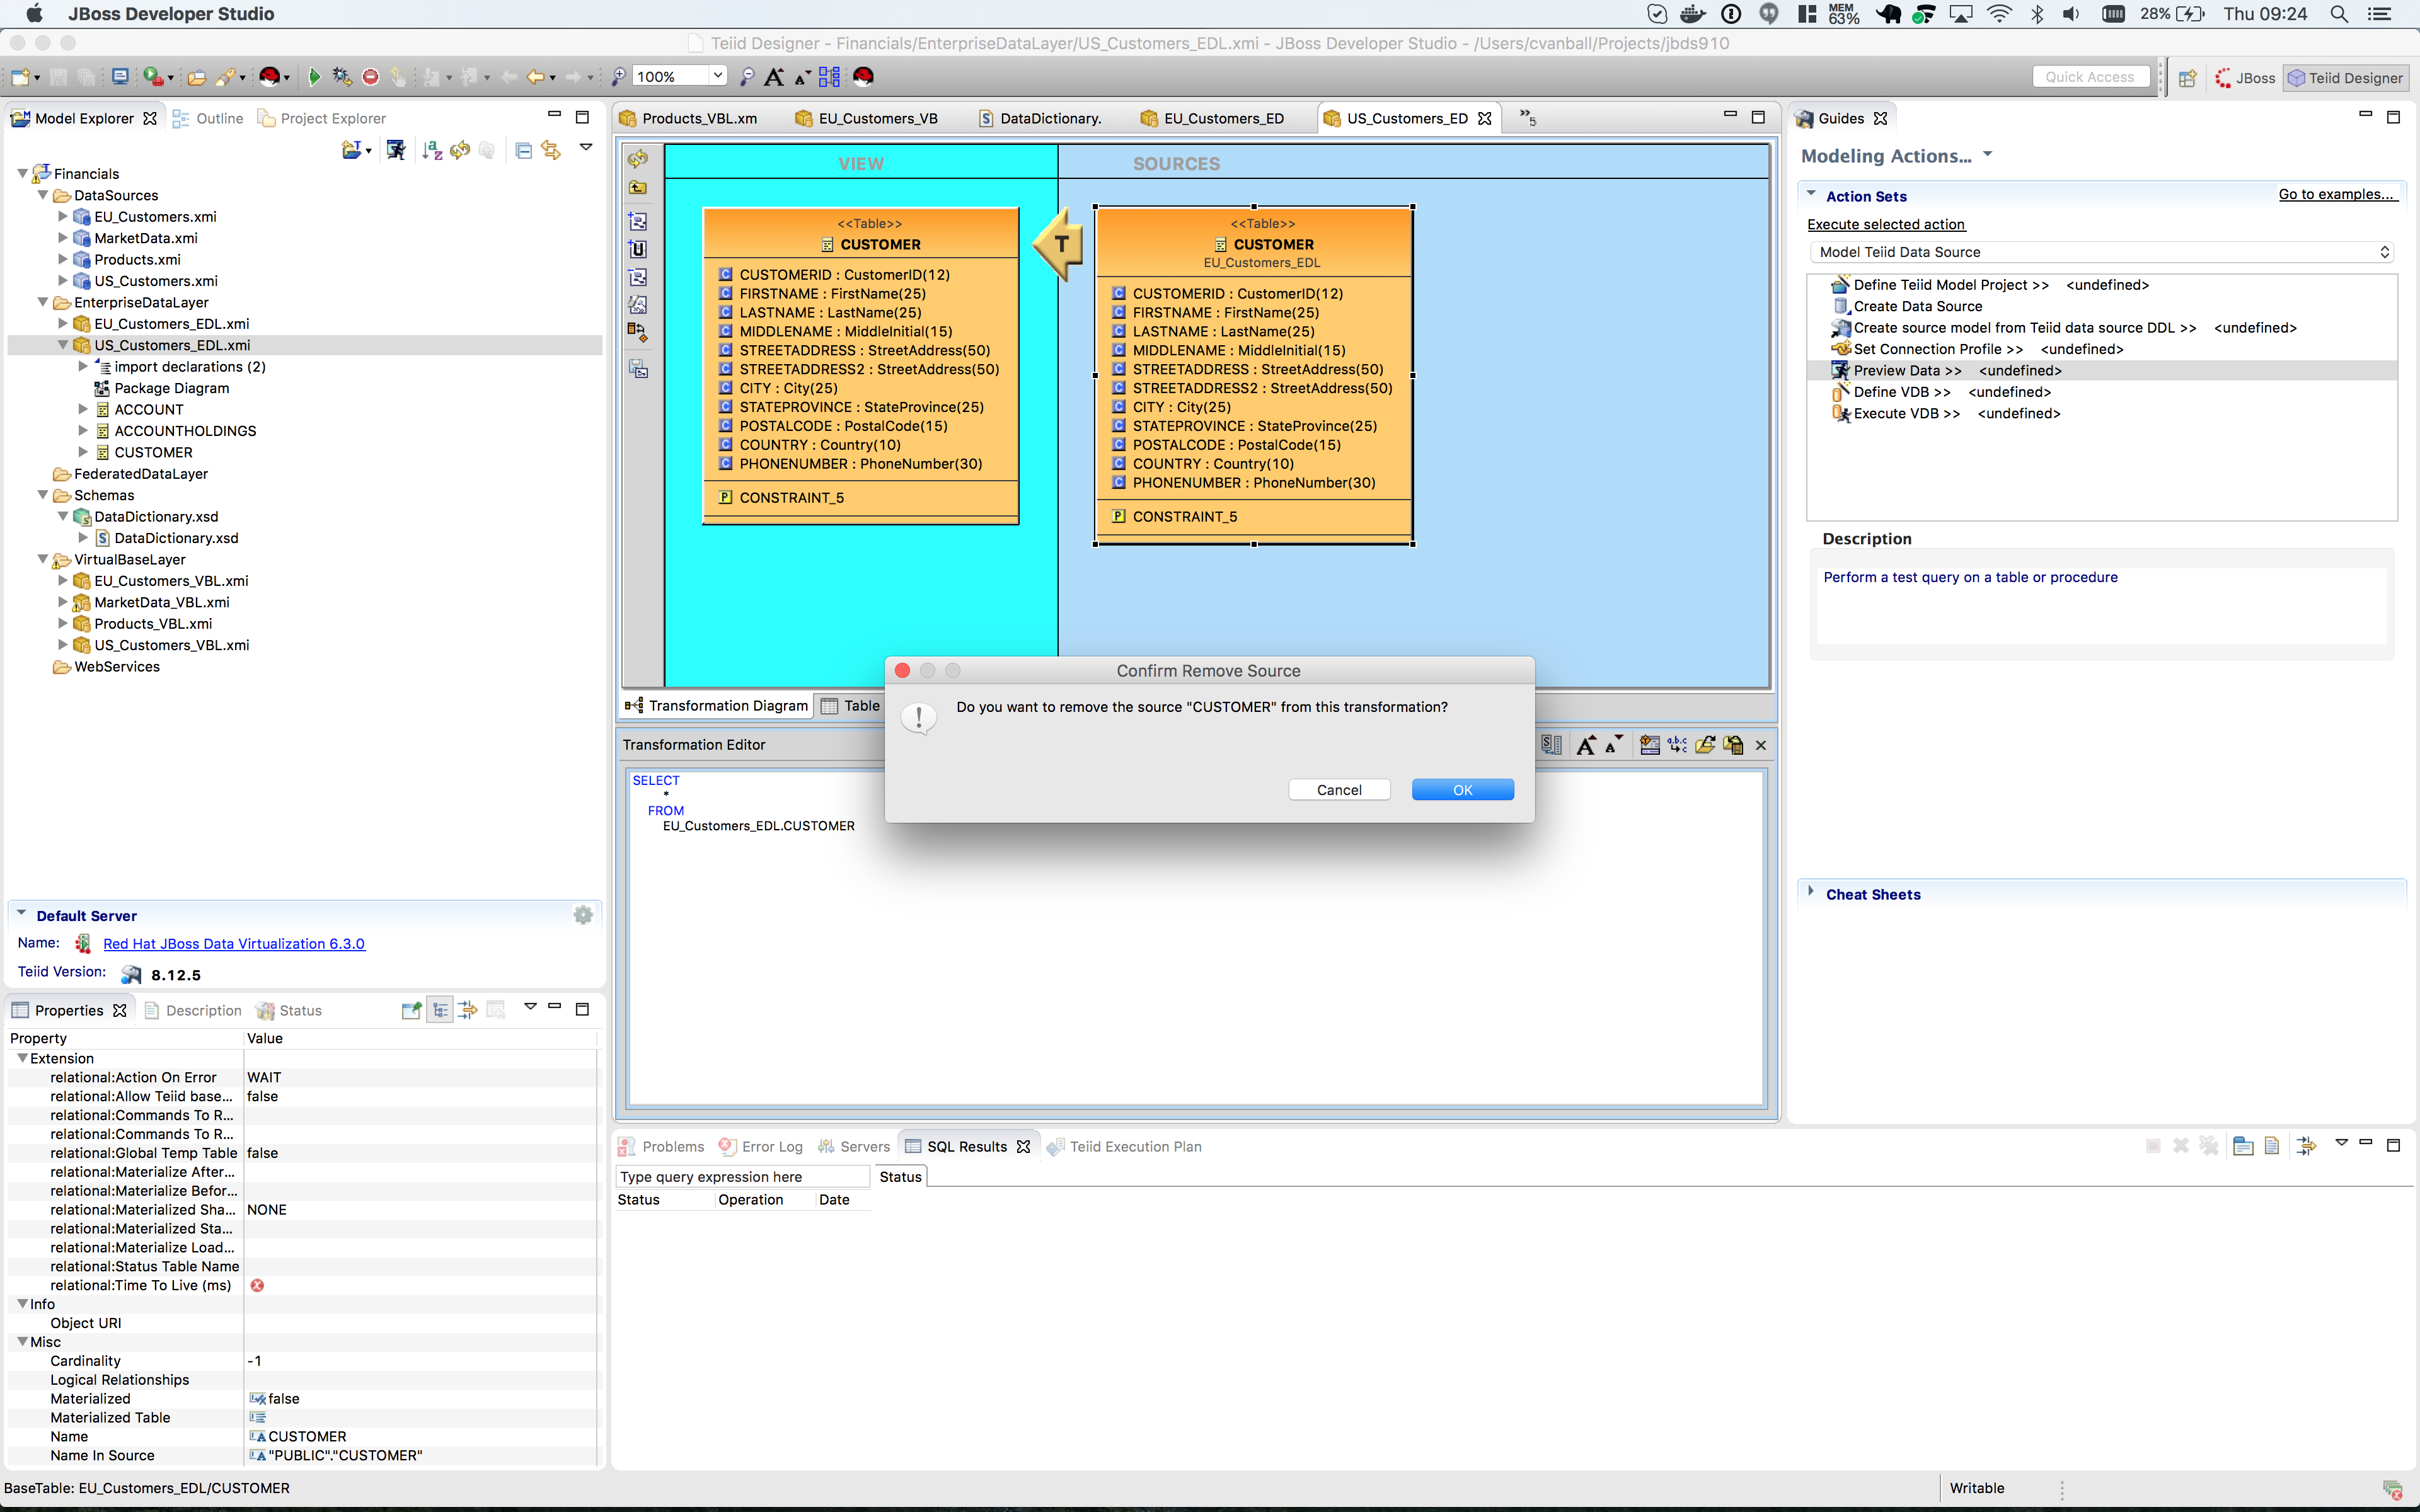 JBoss Developer Studio
MEM 63%
28%
Thu 09:24
Teiid Designer - Financials/EnterpriseDataLayer/US_Customers_EDL.xmi - JBoss Developer Studio - /Users/cvanball/Projects/jbds910
100%
Quick Access
JBoss
Teiid Designer
Model Explorer
Outline
Project Explorer
Financials
DataSources
EU_Customers.xmi
MarketData.xmi
Products.xmi
US_Customers.xmi
EnterpriseDataLayer
EU_Customers_EDL.xmi
US_Customers_EDL.xmi
import declarations (2)
Package Diagram
ACCOUNT
ACCOUNTHOLDINGS
CUSTOMER
FederatedDataLayer
Schemas
DataDictionary.xsd
DataDictionary.xsd
VirtualBaseLayer
EU_Customers_VBL.xmi
MarketData_VBL.xmi
Products_VBL.xmi
US_Customers_VBL.xmi
WebServices
Default Server
Name: Red Hat JBoss Data Virtualization 6.3.0
Teiid Version: 8.12.5
Properties
Description
Status
Property Value
Extension
relational:Action On Error WAIT
relational:Allow Teiid base... false
relational:Commands To R...
relational:Commands To R...
relational:Global Temp Table false
relational:Materialize After...
relational:Materialize Befor...
relational:Materialized Sha... NONE
relational:Materialized Sta...
relational:Materialize Load...
relational:Status Table Name
relational:Time To Live (ms)
Info
Object URI
Misc
Cardinality -1
Logical Relationships
Materialized false
Materialized Table
Name CUSTOMER
Name In Source "PUBLIC"."CUSTOMER"
BaseTable: EU_Customers_EDL/CUSTOMER
Products_VBL.xm
EU_Customers_VB
DataDictionary.
EU_Customers_ED
US_Customers_ED
»5
VIEW
SOURCES
<<Table>>
CUSTOMER
CUSTOMERID : CustomerID(12)
FIRSTNAME : FirstName(25)
LASTNAME : LastName(25)
MIDDLENAME : MiddleInitial(15)
STREETADDRESS : StreetAddress(50)
STREETADDRESS2 : StreetAddress(50)
CITY : City(25)
STATEPROVINCE : StateProvince(25)
POSTALCODE : PostalCode(15)
COUNTRY : Country(10)
PHONENUMBER : PhoneNumber(30)
CONSTRAINT_5
T
<<Table>>
CUSTOMER
EU_Customers_EDL
CUSTOMERID : CustomerID(12)
FIRSTNAME : FirstName(25)
LASTNAME : LastName(25)
MIDDLENAME : MiddleInitial(15)
STREETADDRESS : StreetAddress(50)
STREETADDRESS2 : StreetAddress(50)
CITY : City(25)
STATEPROVINCE : StateProvince(25)
POSTALCODE : PostalCode(15)
COUNTRY : Country(10)
PHONENUMBER : PhoneNumber(30)
CONSTRAINT_5
Transformation Diagram
Table
Confirm Remove Source
Do you want to remove the source "CUSTOMER" from this transformation?
Cancel
OK
Transformation Editor
SELECT
*
FROM
EU_Customers_EDL.CUSTOMER
Problems
Error Log
Servers
SQL Results
Teiid Execution Plan
Type query expression here
Status
Status Operation Date
Guides
Modeling Actions...
Action Sets
Go to examples...
Execute selected action
Model Teiid Data Source
Define Teiid Model Project >> <undefined>
Create Data Source
Create source model from Teiid data source DDL >> <undefined>
Set Connection Profile >> <undefined>
Preview Data >> <undefined>
Define VDB >> <undefined>
Execute VDB >> <undefined>
Description
Perform a test query on a table or procedure
Cheat Sheets
Writable